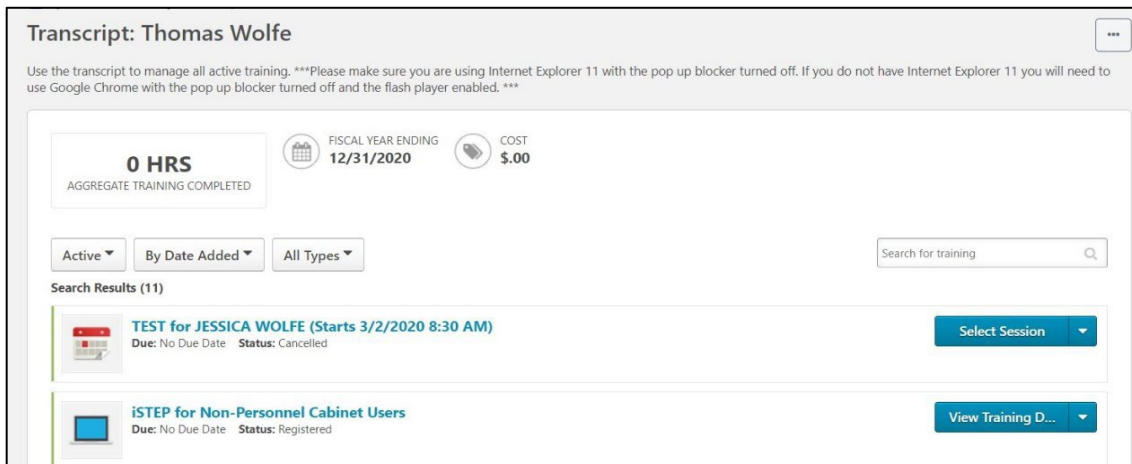 Transcript: Thomas Wolfe
Use the transcript to manage all active training. ***Please make sure you are using Internet Explorer 11 with the pop up blocker turned off. If you do not have Internet Explorer 11 you will need to
use Google Chrome with the pop up blocker turned off and the flash player enabled. ***
0 HRS
AGGREGATE TRAINING COMPLETED
FISCAL YEAR ENDING
12/31/2020
COST
$.00
Active
By Date Added
All Types
Search for training
Search Results (11)
TEST for JESSICA WOLFE (Starts 3/2/2020 8:30 AM)
Due: No Due Date Status: Cancelled
Select Session
iSTEP for Non-Personnel Cabinet Users
Due: No Due Date Status: Registered
View Training D...